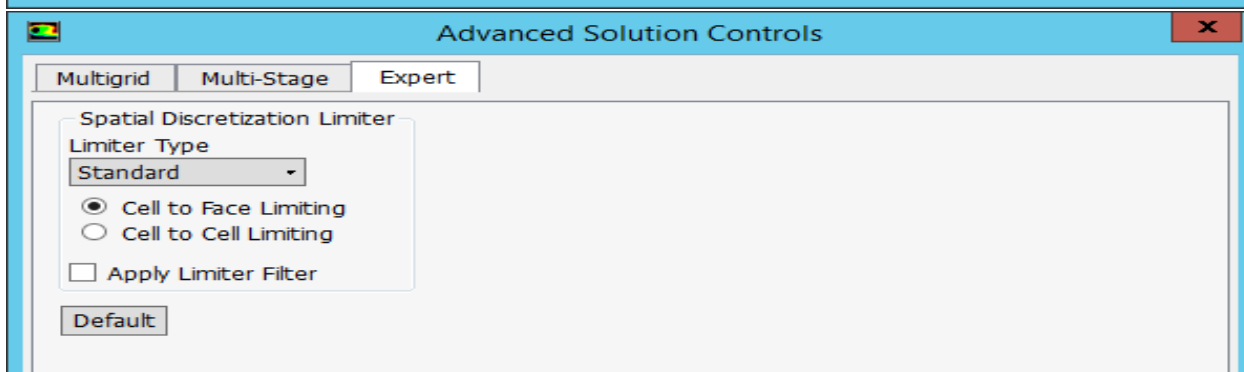 Advanced Solution Controls x
Multigrid Multi-Stage Expert
Spatial Discretization Limiter
Limiter Type
Standard
Cell to Face Limiting
Cell to Cell Limiting
Apply Limiter Filter
Default